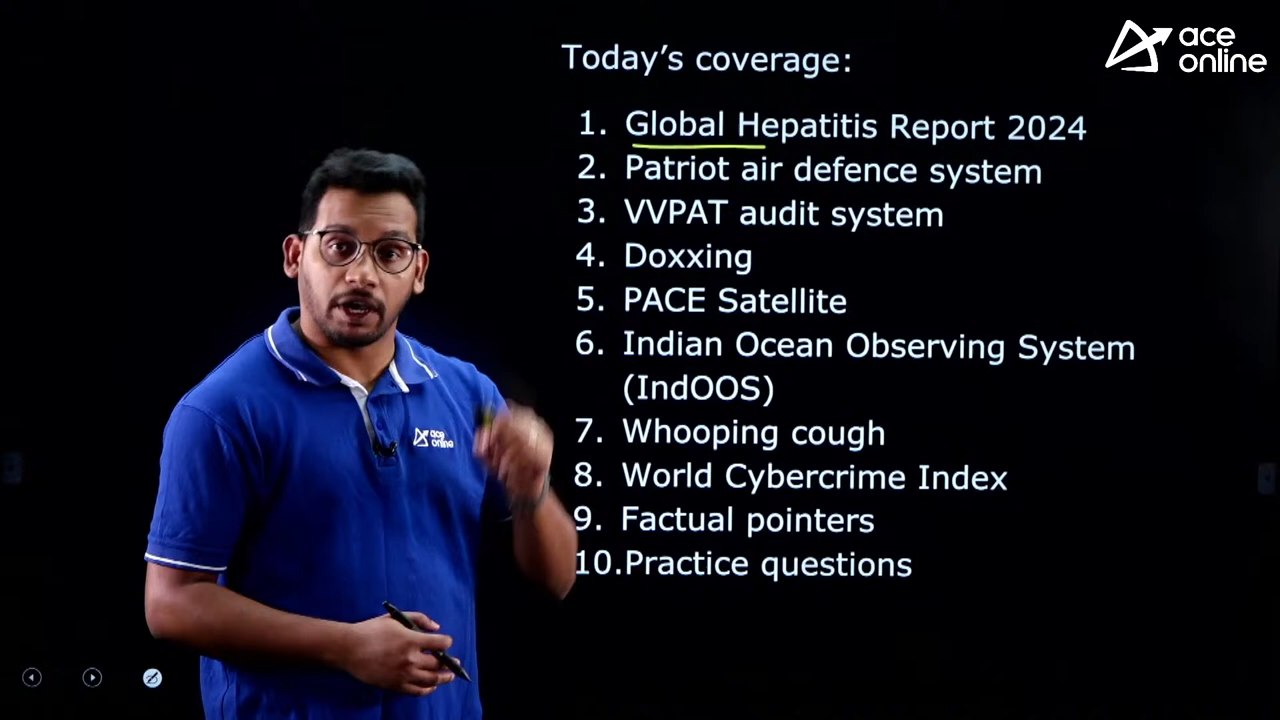 ace
online
Today’s coverage:
1. Global Hepatitis Report 2024
2. Patriot air defence system
3. VVPAT audit system
4. Doxxing
5. PACE Satellite
6. Indian Ocean Observing System
(IndOOS)
7. Whooping cough
8. World Cybercrime Index
9. Factual pointers
10.Practice questions
ace
online